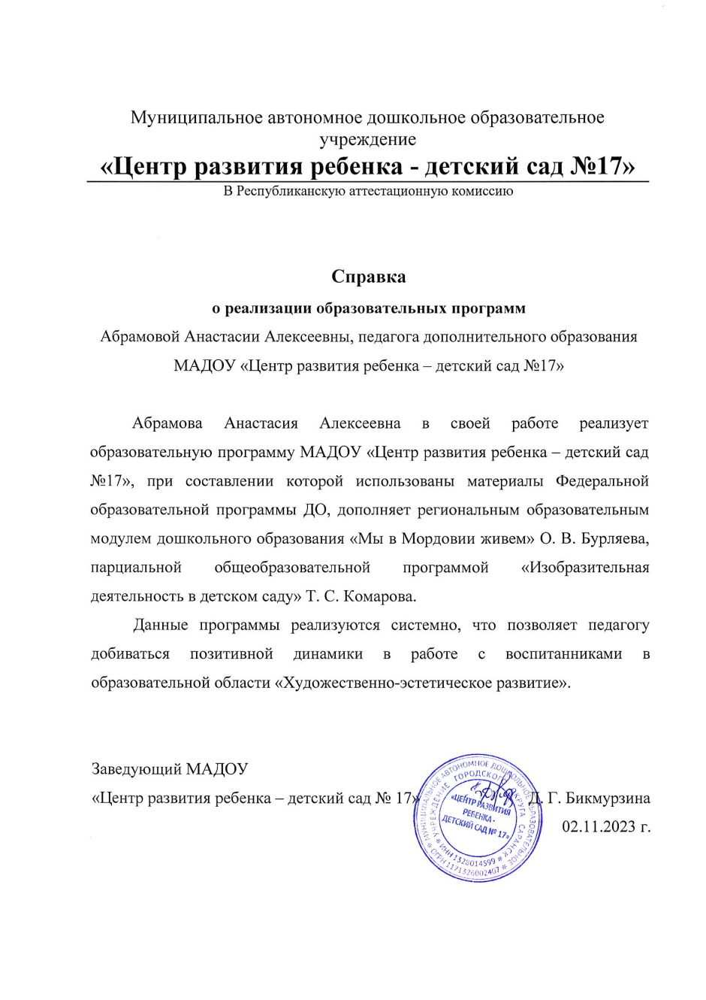 Муниципальное автономное дошкольное образовательное
учреждение
«Центр развития ребенка - детский сад №17»
В Республиканскую аттестационную комиссию
Справка
о реализации образовательных программ
Абрамовой Анастасии Алексеевны, педагога дополнительного образования
МАДОУ «Центр развития ребенка – детский сад №17»
Абрамова Анастасия Алексеевна в своей работе реализует
образовательную программу МАДОУ «Центр развития ребенка – детский сад
№17», при составлении которой использованы материалы Федеральной
образовательной программы ДО, дополняет региональным образовательным
модулем дошкольного образования «Мы в Мордовии живем» О. В. Бурляева,
парциальной общеобразовательной программой «Изобразительная
деятельность в детском саду» Т. С. Комарова.
Данные программы реализуются системно, что позволяет педагогу
добиваться позитивной динамики в работе с воспитанниками в
образовательной области «Художественно-эстетическое развитие».
Заведующий МАДОУ
«Центр развития ребенка – детский сад № 17» Д. Г. Бикмурзина
02.11.2023 г.
МУНИЦИПАЛЬНОЕ АВТОНОМНОЕ ДОШКОЛЬНОЕ ОБРАЗОВАТЕЛЬНОЕ
УЧРЕЖДЕНИЕ ГОРОДСКОГО ОКРУГА САРАНСК
«ЦЕНТР РАЗВИТИЯ
РЕБЕНКА -
ДЕТСКИЙ САД № 17»
ИНН 1328014599
ОГРН 1171326002407